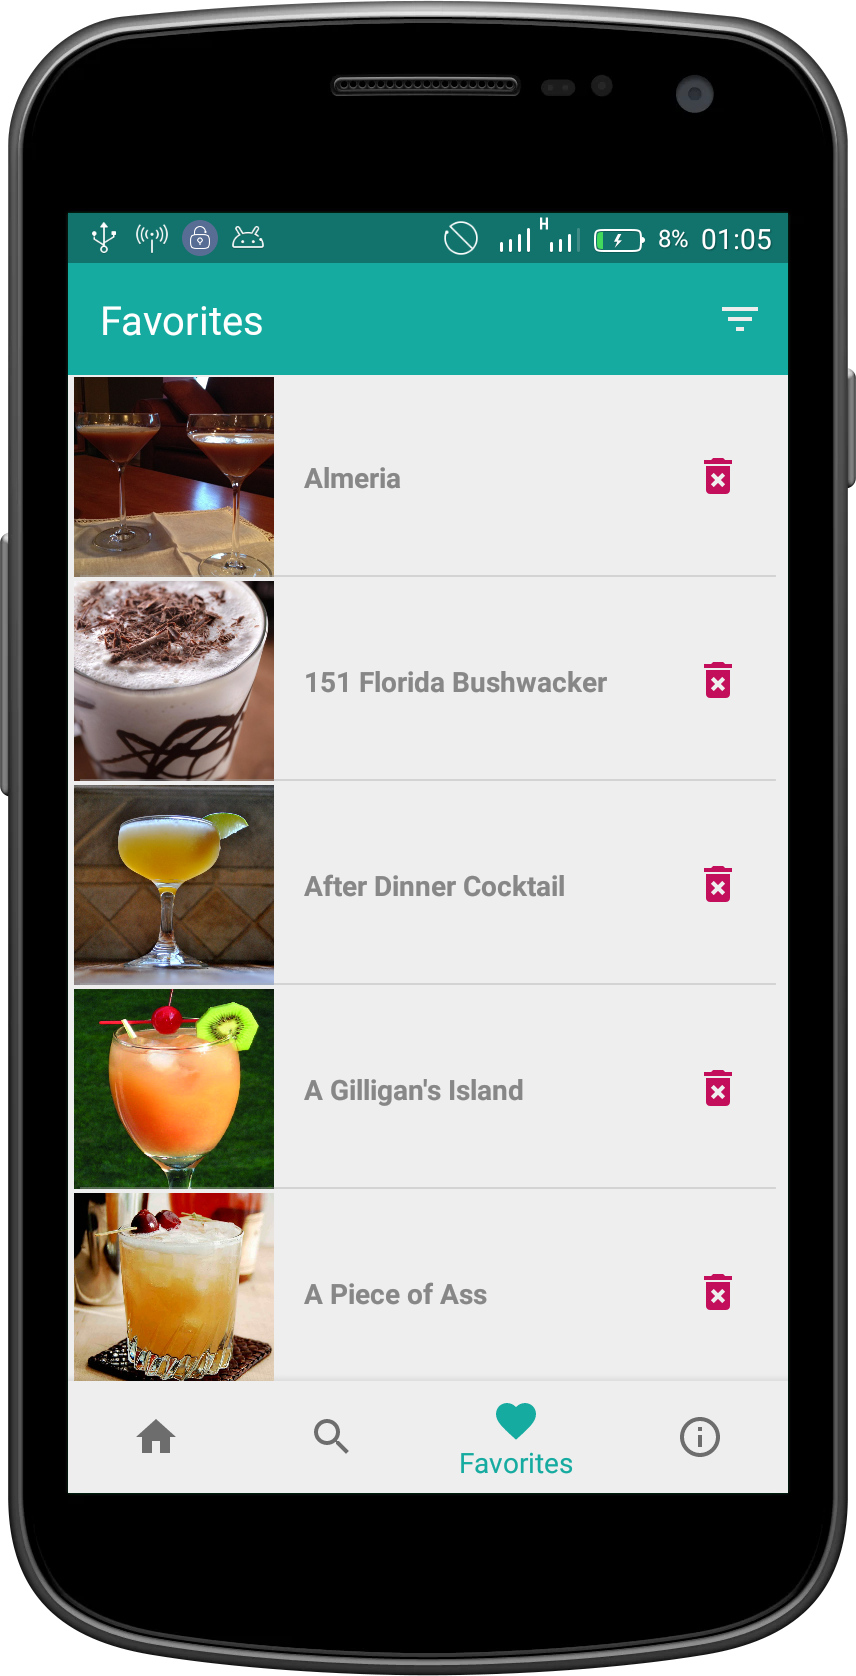 H
8% 01:05
Favorites
Almeria
151 Florida Bushwacker
After Dinner Cocktail
A Gilligan's Island
A Piece of Ass
Favorites